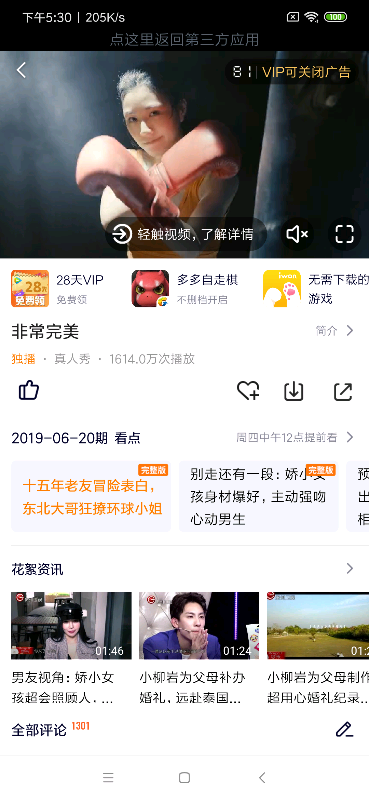 下午5:30 | 205K/s
100
点这里返回第三方应用
81 | VIP可关闭广告
轻触视频，了解详情
28天
免费领
28天VIP
免费领
多多自走棋
不删档开启
无需下载的
游戏
非常完美
简介
独播 · 真人秀 · 1614.0万次播放
2019-06-20期 看点
周四中午12点提前看
完整版
十五年老友冒险表白，
东北大哥狂撩环球小姐
完整版
别走还有一段：娇小女
孩身材爆好，主动强吻
心动男生
预
出
相
花絮资讯
01:46
01:24
男友视角：娇小女
孩超会照顾人，...
小柳岩为父母补办
婚礼，远赴泰国...
小柳岩为父母制作
超用心婚礼纪录...
全部评论 1301